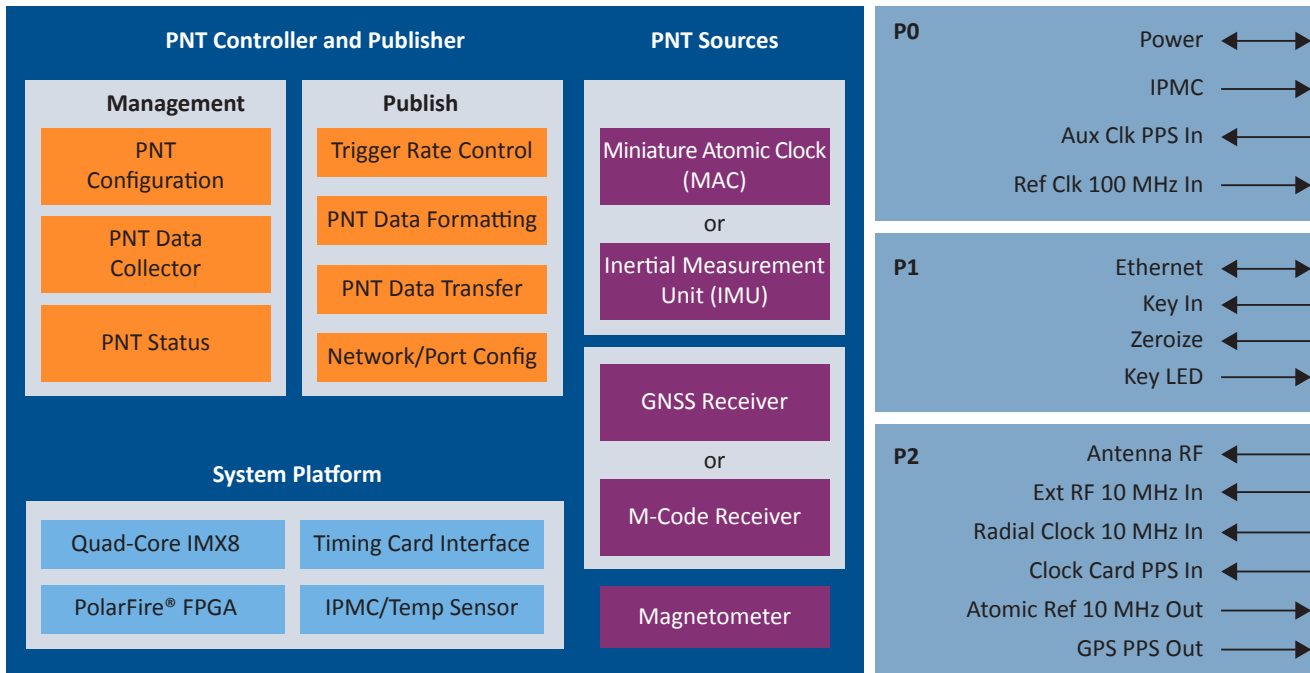 PNT Controller and Publisher
Management
PNT
Configuration
PNT Data
Collector
PNT Status
Publish
Trigger Rate Control
PNT Data Formatting
PNT Data Transfer
Network/Port Config
System Platform
Quad-Core IMX8
Timing Card Interface
PolarFire® FPGA
IPMC/Temp Sensor
PNT Sources
Miniature Atomic Clock
(MAC)
or
Inertial Measurement
Unit (IMU)
GNSS Receiver
or
M-Code Receiver
Magnetometer
P0
Power
IPMC
Aux Clk PPS In
Ref Clk 100 MHz In
P1
Ethernet
Key In
Zeroize
Key LED
P2
Antenna RF
Ext RF 10 MHz In
Radial Clock 10 MHz In
Clock Card PPS In
Atomic Ref 10 MHz Out
GPS PPS Out